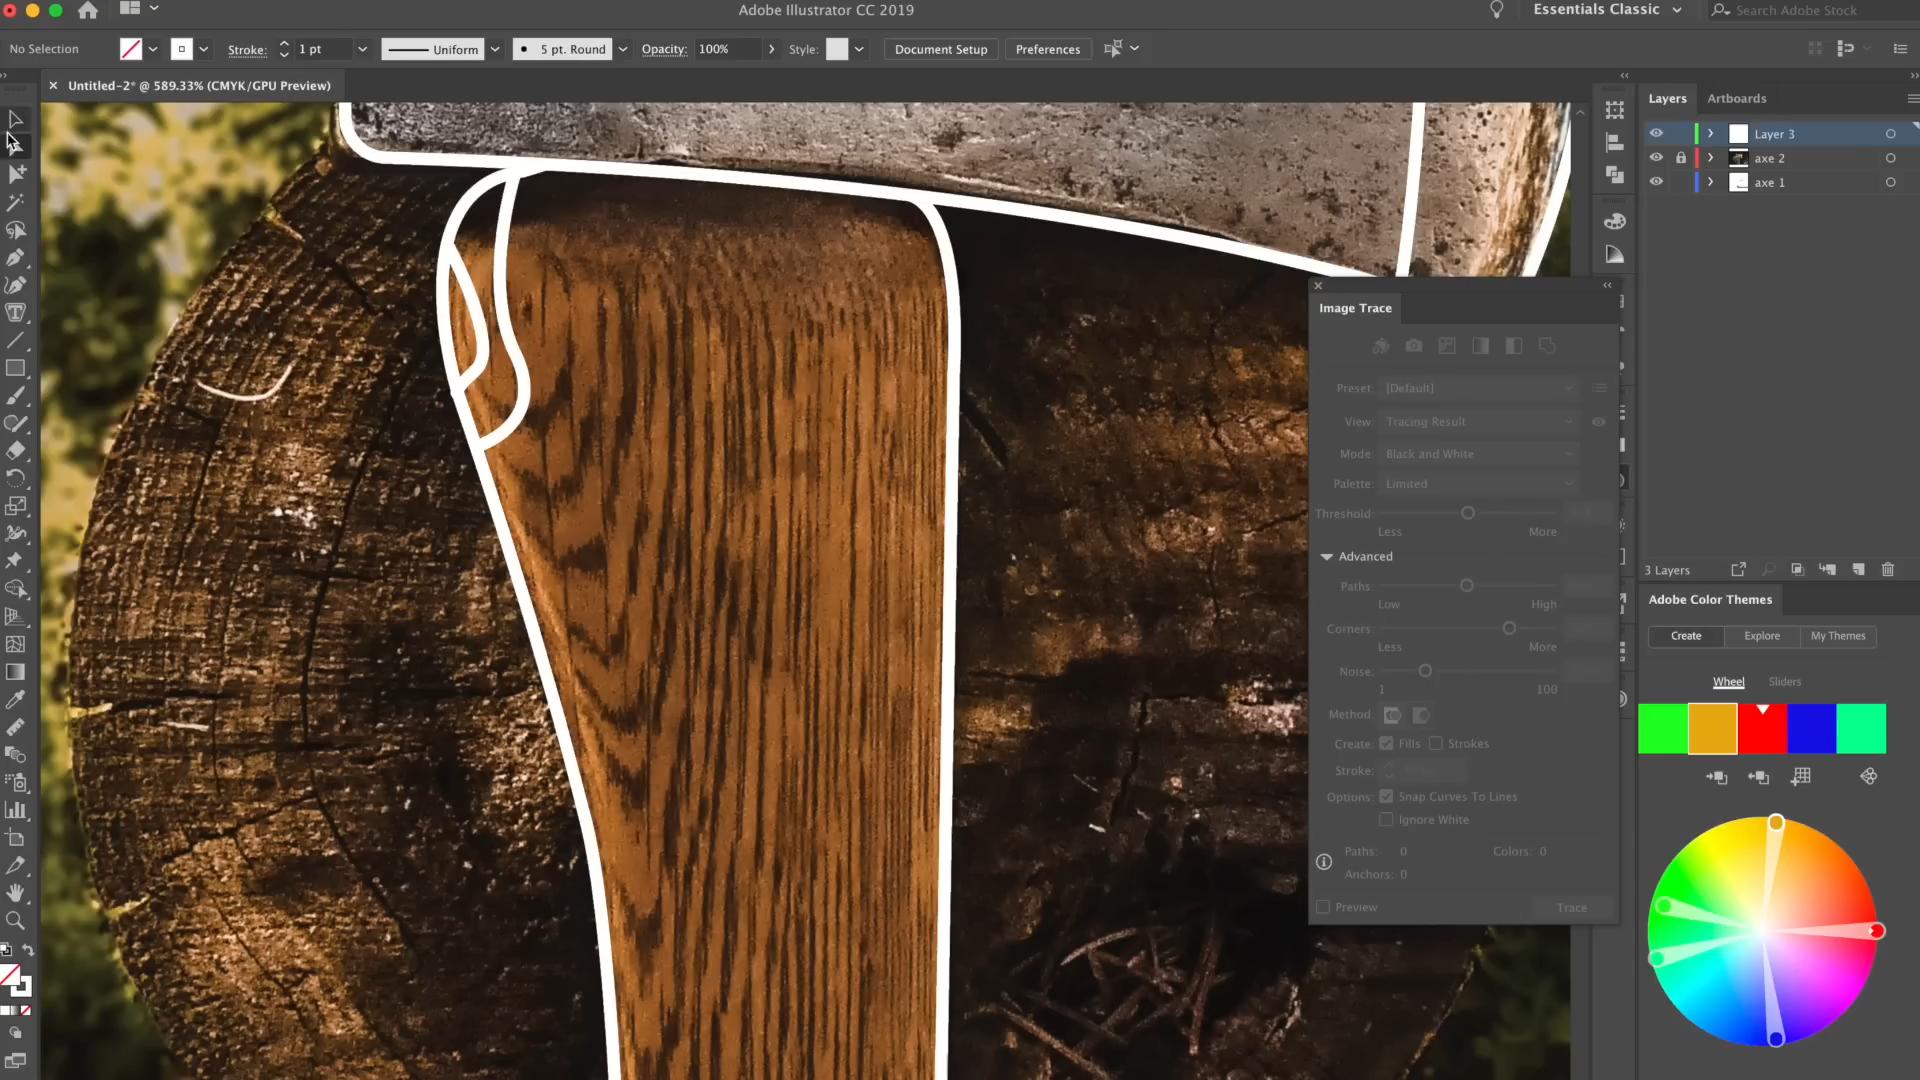 Adobe Illustrator CC 2019
Essentials Classic
Search Adobe Stock
No Selection
Stroke:
1 pt
Uniform
5 pt. Round
Opacity:
100%
Style:
Document Setup
Preferences
Untitled-2* @ 589.33% (CMYK/GPU Preview)
Layers
Artboards
Layer 3
axe 2
axe 1
Image Trace
Preset:
[Default]
View:
Tracing Result
Mode:
Black and White
Palette:
Limited
Threshold:
Less
More
Advanced
Paths:
Low
High
Corners:
Less
More
Noise:
1
100
Method:
Create:
Fills
Strokes
Stroke:
Options:
Snap Curves To Lines
Ignore White
Paths:
0
Colors:
0
Anchors:
0
Preview
Trace
3 Layers
Adobe Color Themes
Create
Explore
My Themes
Wheel
Sliders